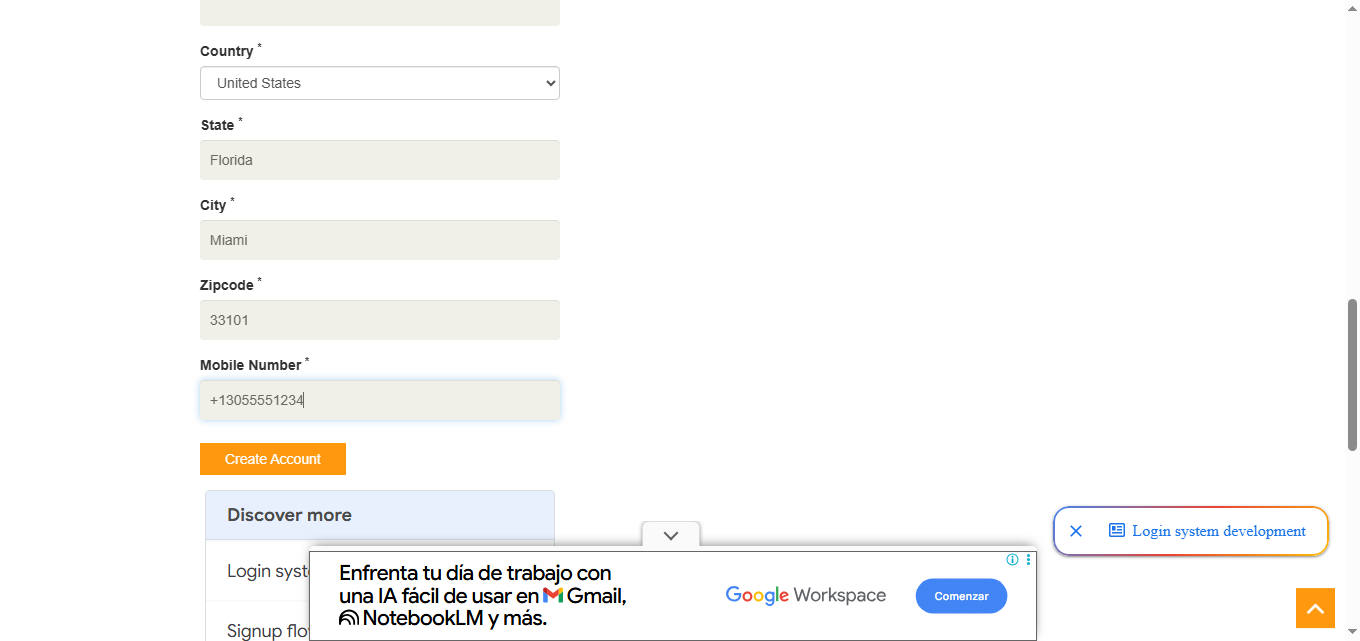 Country *
United States
State *
Florida
City *
Miami
Zipcode *
33101
Mobile Number *
+13055551234
Create Account
Discover more
Login syst
Signup flo
Login system development
Enfrenta tu día de trabajo con
una IA fácil de usar en Gmail,
NotebookLM y más.
Google Workspace
Comenzar